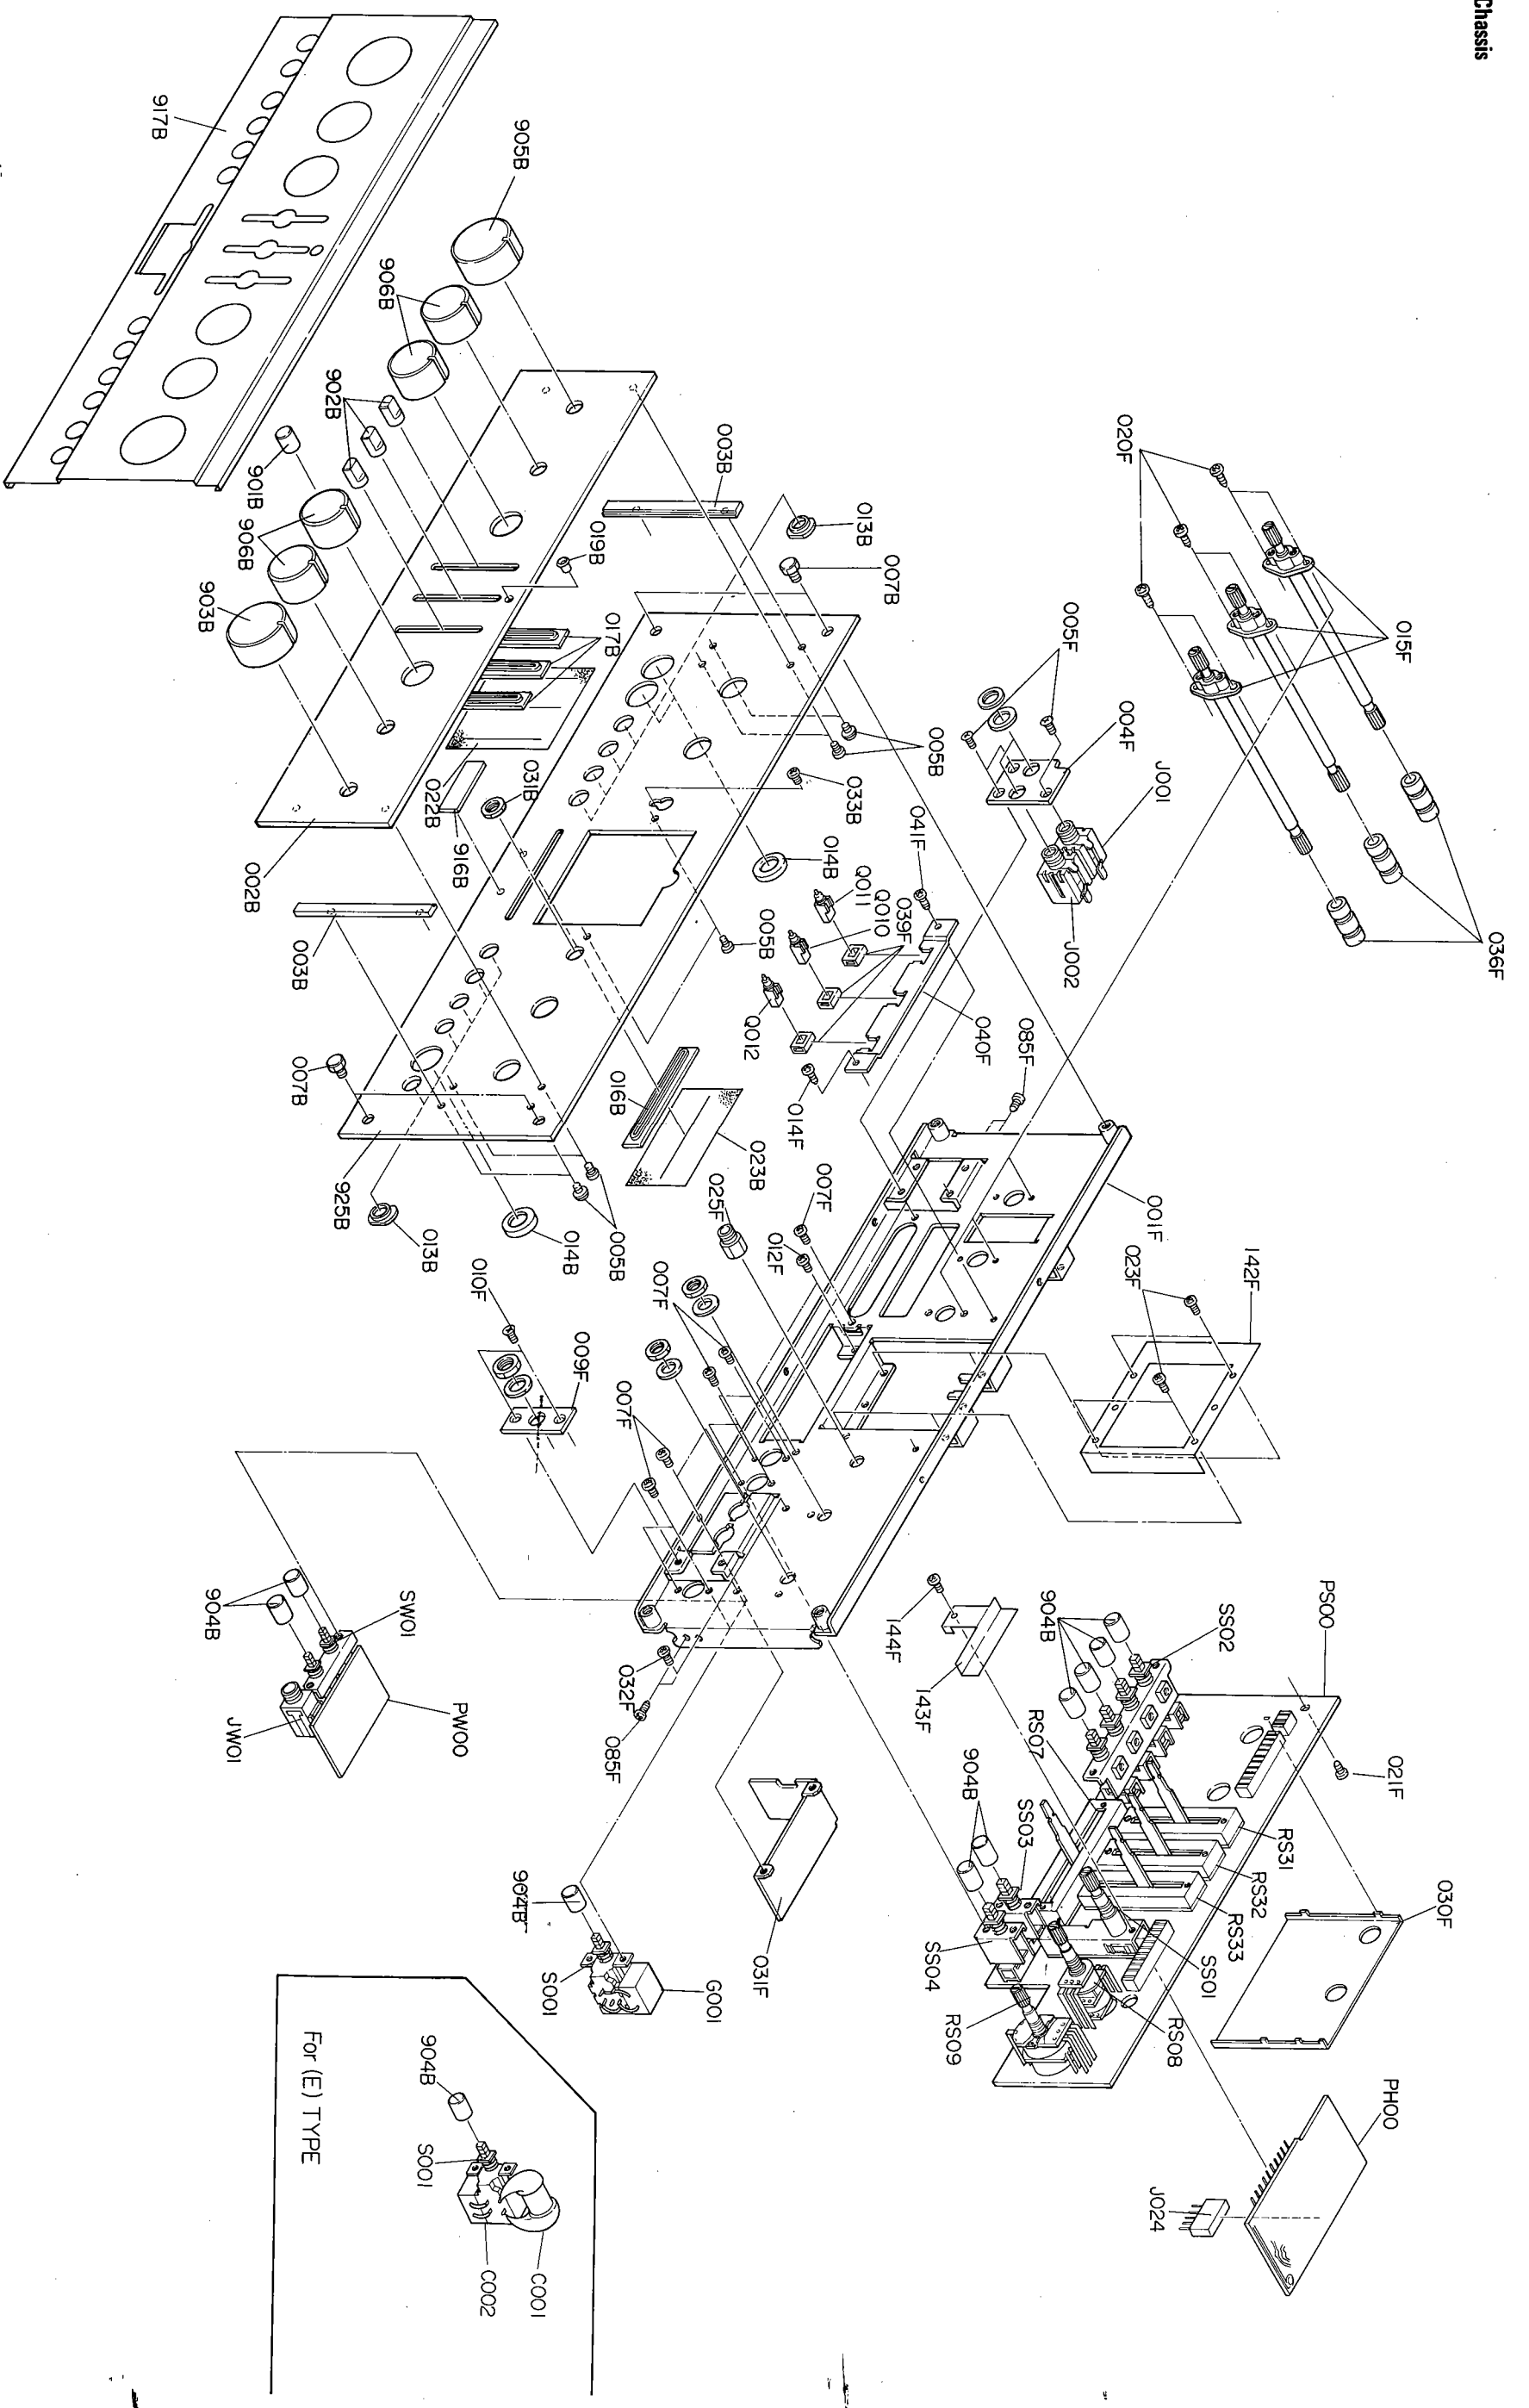 Chassis
917B
905B
906B
902B
901B
906B
903B
019B
017B
022B
916B
031B
002B
003B
003B
013B
007B
005B
033B
014B
005B
016B
023B
007B
925B
013B
014B
005B
020F
015F
036F
005F
004F
J001
J002
041F
Q011
Q010
039F
Q012
040F
014F
085F
001F
025F
007F
012F
007F
010F
009F
007F
023F
142F
032F
085F
031F
904B
SW01
JW01
PW00
144F
143F
PS00
SS02
904B
021F
RS07
RS31
RS32
RS33
904B
SS03
SS04
SS01
RS08
RS09
030F
PH00
J024
904B
S001
G001
904B
S001
C001
C002
For (E) TYPE